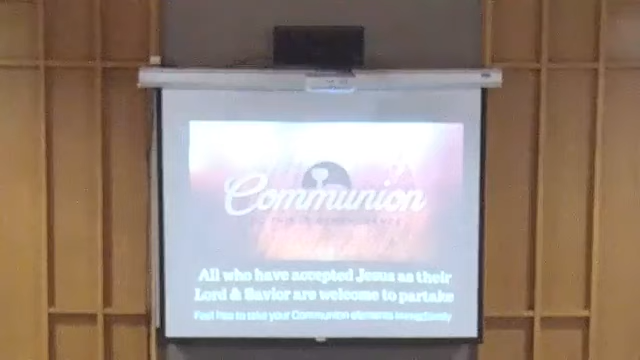 Communion
All who have accepted Jesus as their
Lord & Savior are welcome to partake
Feel free to take your Communion elements immediately